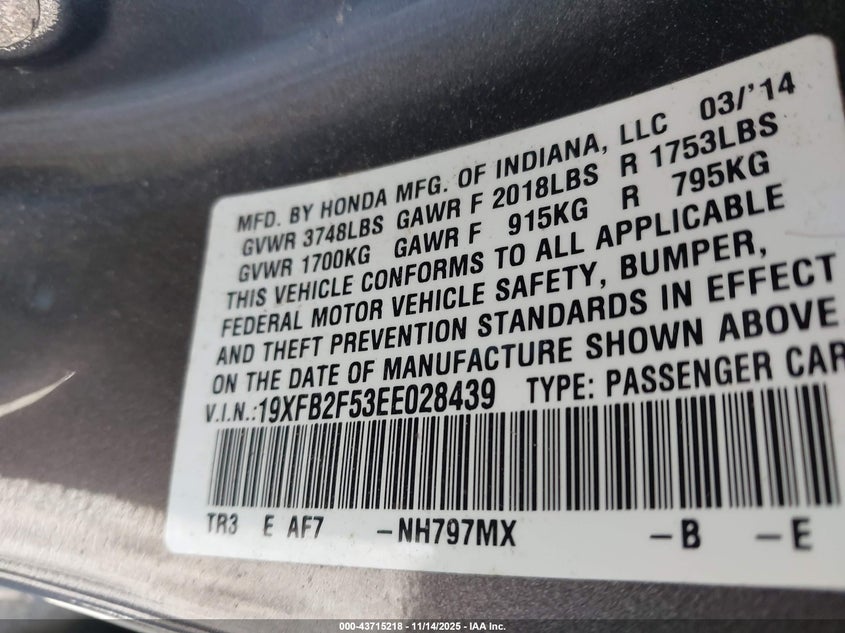 MFD. BY HONDA MFG. OF INDIANA, LLC 03/'14
GVWR 3748LBS GAWR F 2018LBS R 1753LBS
GVWR 1700KG GAWR F 915KG R 795KG
THIS VEHICLE CONFORMS TO ALL APPLICABLE
FEDERAL MOTOR VEHICLE SAFETY, BUMPER,
AND THEFT PREVENTION STANDARDS IN EFFECT
ON THE DATE OF MANUFACTURE SHOWN ABOVE
V.I.N.:19XFB2F53EE028439 TYPE: PASSENGER CAR
TR3 E AF7 -NH797MX -B -E
000-43715218 - 11/14/2025 - IAA Inc.